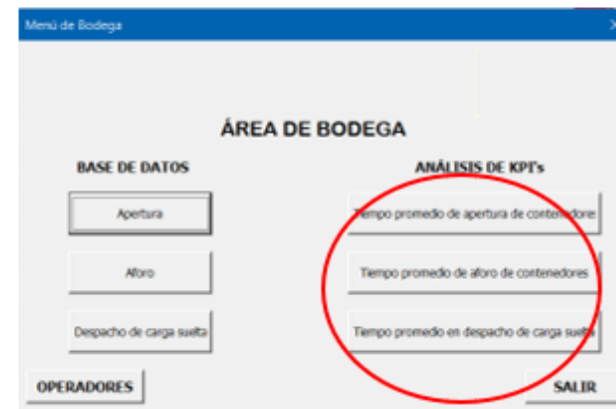 Menú de Bodega
ÁREA DE BODEGA
BASE DE DATOS
ANÁLISIS DE KPI's
Apertura
Tiempo promedio de apertura de contenedores
Aforo
Tiempo promedio de aforo de contenedores
Despacho de carga suelta
Tiempo promedio en despacho de carga suelta
OPERADORES
SALIR